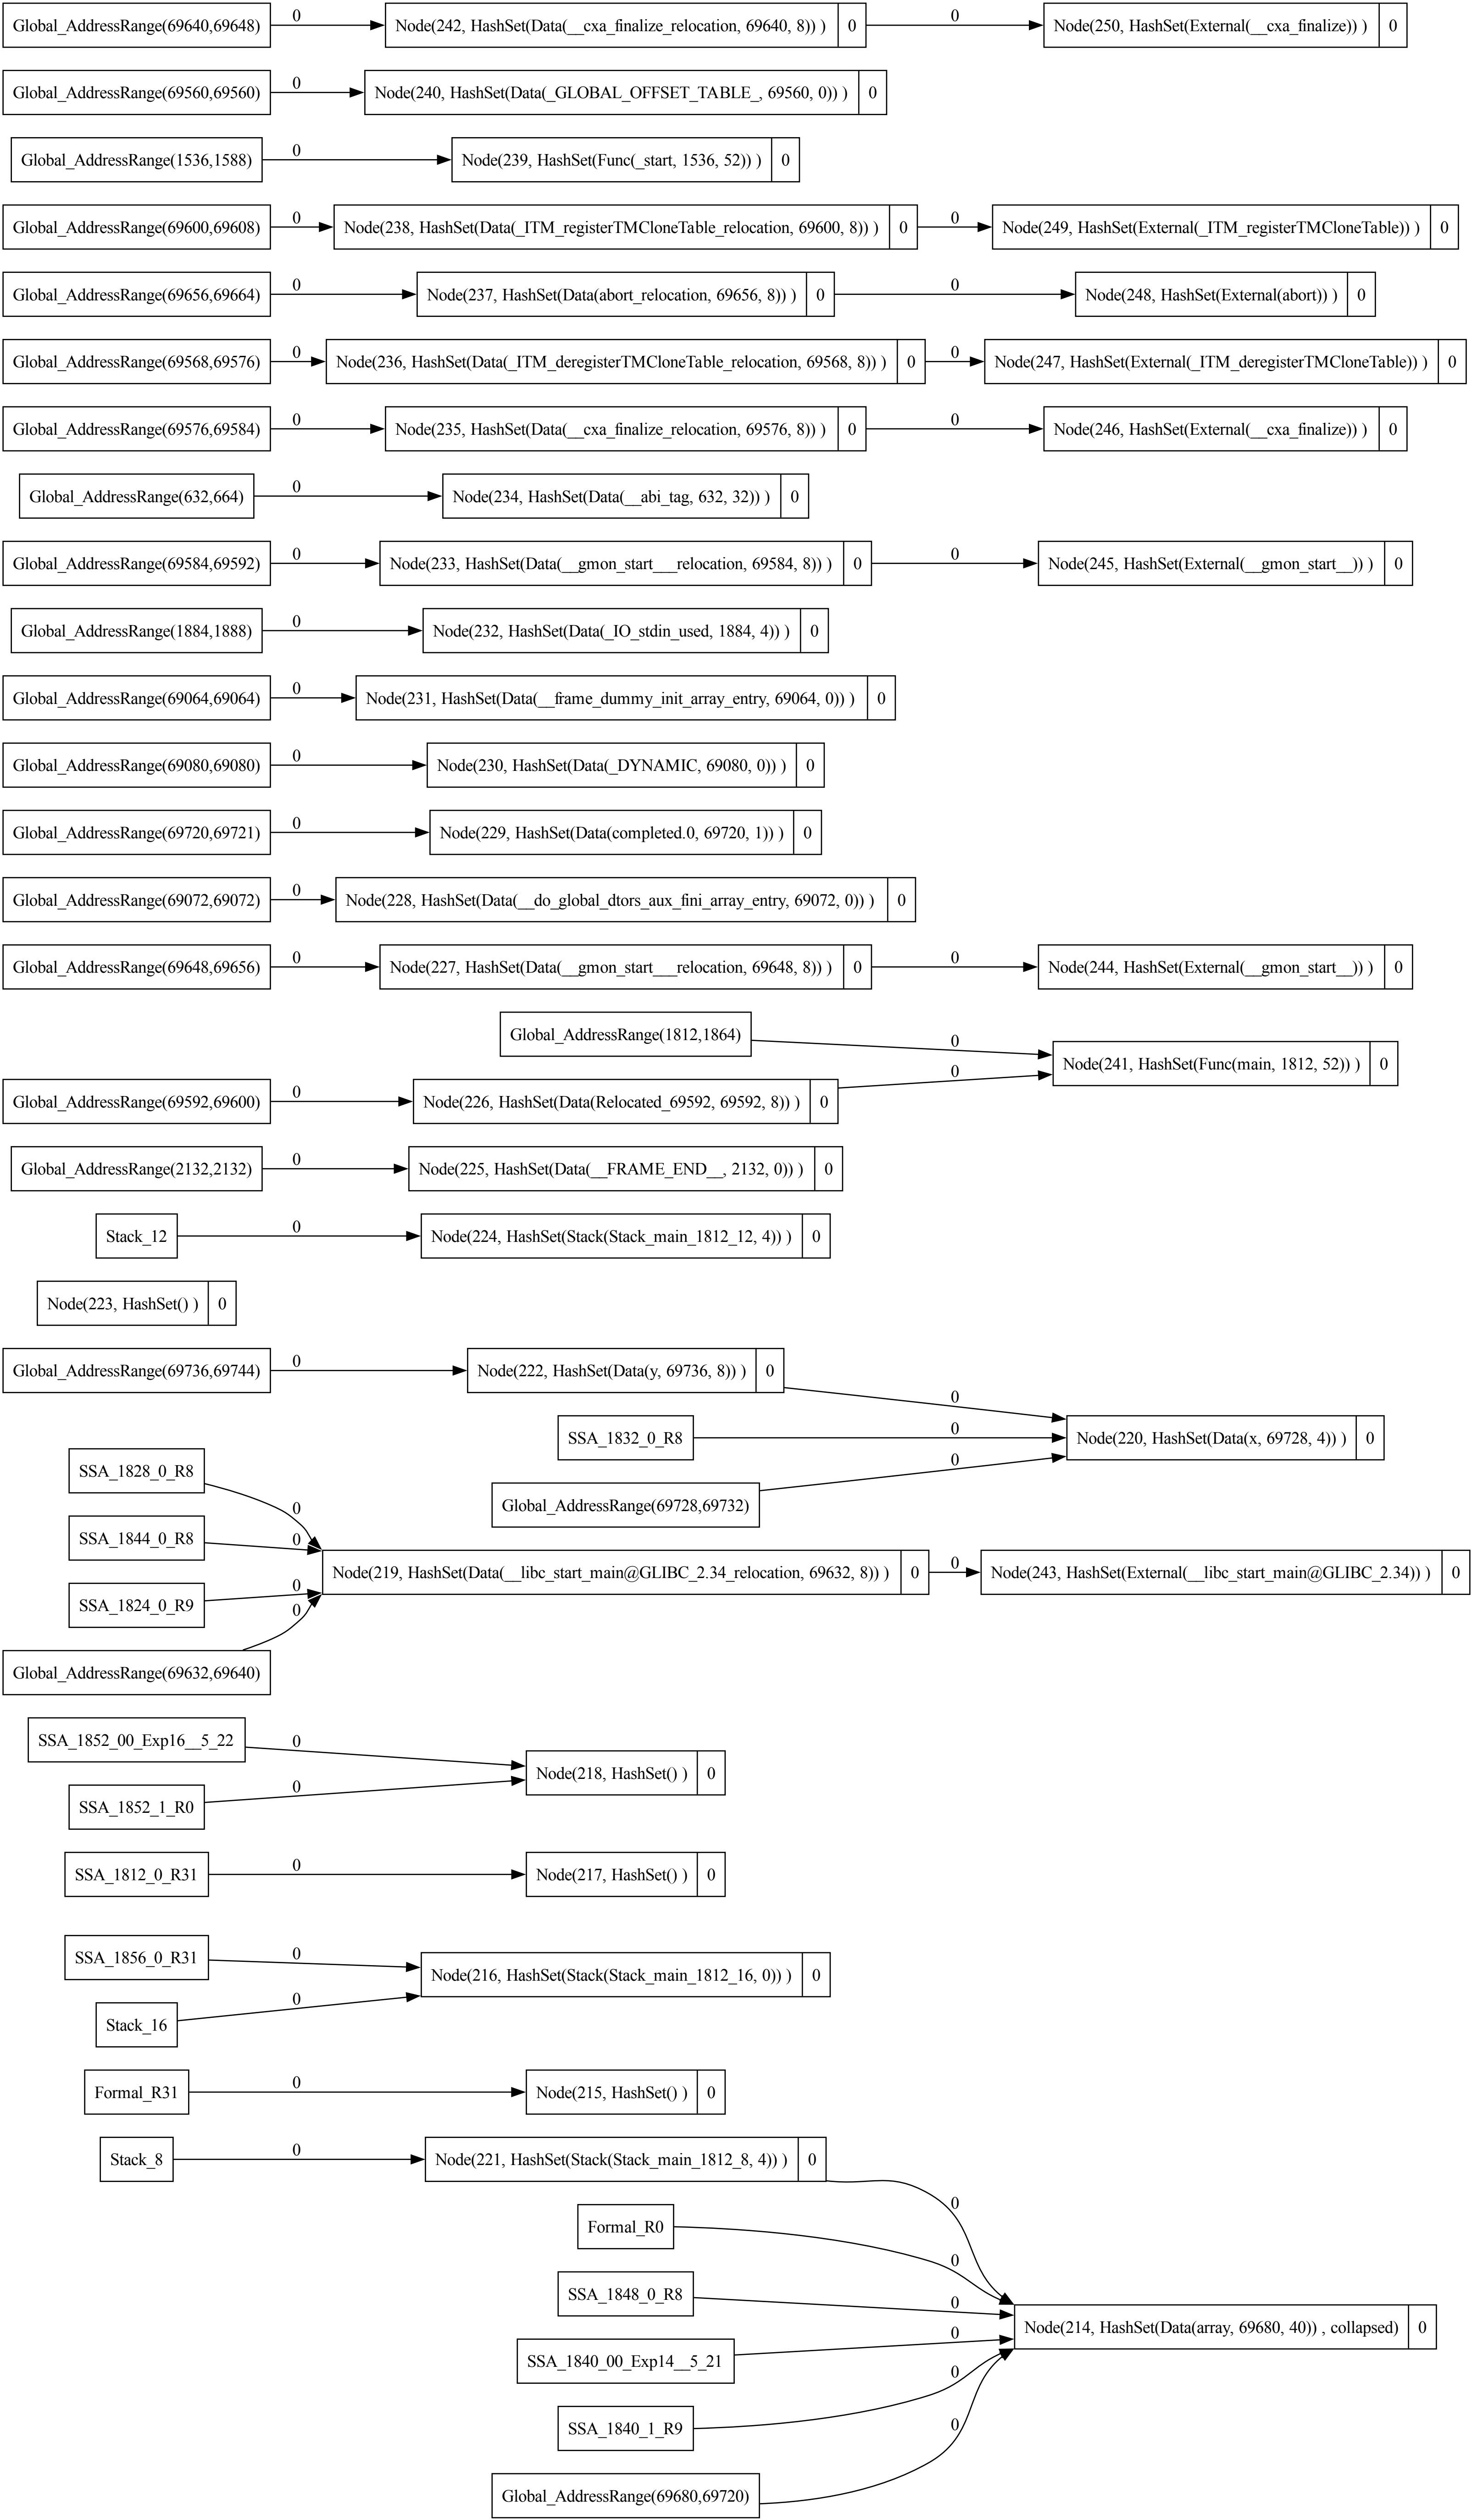 Global_AddressRange(69640,69648) 0 Node(242, HashSet(Data(__cxa_finalize_relocation, 69640, 8)) ) 0 0 Node(250, HashSet(External(__cxa_finalize)) ) 0
Global_AddressRange(69560,69560) 0 Node(240, HashSet(Data(_GLOBAL_OFFSET_TABLE_, 69560, 0)) ) 0
Global_AddressRange(1536,1588) 0 Node(239, HashSet(Func(_start, 1536, 52)) ) 0
Global_AddressRange(69600,69608) 0 Node(238, HashSet(Data(_ITM_registerTMCloneTable_relocation, 69600, 8)) ) 0 0 Node(249, HashSet(External(_ITM_registerTMCloneTable)) ) 0
Global_AddressRange(69656,69664) 0 Node(237, HashSet(Data(abort_relocation, 69656, 8)) ) 0 0 Node(248, HashSet(External(abort)) ) 0
Global_AddressRange(69568,69576) 0 Node(236, HashSet(Data(_ITM_deregisterTMCloneTable_relocation, 69568, 8)) ) 0 0 Node(247, HashSet(External(_ITM_deregisterTMCloneTable)) ) 0
Global_AddressRange(69576,69584) 0 Node(235, HashSet(Data(__cxa_finalize_relocation, 69576, 8)) ) 0 0 Node(246, HashSet(External(__cxa_finalize)) ) 0
Global_AddressRange(632,664) 0 Node(234, HashSet(Data(__abi_tag, 632, 32)) ) 0
Global_AddressRange(69584,69592) 0 Node(233, HashSet(Data(__gmon_start___relocation, 69584, 8)) ) 0 0 Node(245, HashSet(External(__gmon_start__)) ) 0
Global_AddressRange(1884,1888) 0 Node(232, HashSet(Data(_IO_stdin_used, 1884, 4)) ) 0
Global_AddressRange(69064,69064) 0 Node(231, HashSet(Data(__frame_dummy_init_array_entry, 69064, 0)) ) 0
Global_AddressRange(69080,69080) 0 Node(230, HashSet(Data(_DYNAMIC, 69080, 0)) ) 0
Global_AddressRange(69720,69721) 0 Node(229, HashSet(Data(completed.0, 69720, 1)) ) 0
Global_AddressRange(69072,69072) 0 Node(228, HashSet(Data(__do_global_dtors_aux_fini_array_entry, 69072, 0)) ) 0
Global_AddressRange(69648,69656) 0 Node(227, HashSet(Data(__gmon_start___relocation, 69648, 8)) ) 0 0 Node(244, HashSet(External(__gmon_start__)) ) 0
Global_AddressRange(1812,1864) 0
Node(241, HashSet(Func(main, 1812, 52)) ) 0
Global_AddressRange(69592,69600) 0 Node(226, HashSet(Data(Relocated_69592, 69592, 8)) ) 0 0
Global_AddressRange(2132,2132) 0 Node(225, HashSet(Data(__FRAME_END__, 2132, 0)) ) 0
Stack_12 0 Node(224, HashSet(Stack(Stack_main_1812_12, 4)) ) 0
Node(223, HashSet() ) 0
Global_AddressRange(69736,69744) 0 Node(222, HashSet(Data(y, 69736, 8)) ) 0 0
SSA_1832_0_R8 0 Node(220, HashSet(Data(x, 69728, 4)) ) 0
SSA_1828_0_R8 0
Global_AddressRange(69728,69732) 0
SSA_1844_0_R8 0
Node(219, HashSet(Data(__libc_start_main@GLIBC_2.34_relocation, 69632, 8)) ) 0 0 Node(243, HashSet(External(__libc_start_main@GLIBC_2.34)) ) 0
SSA_1824_0_R9 0
Global_AddressRange(69632,69640) 0
SSA_1852_00_Exp16__5_22 0
Node(218, HashSet() ) 0
SSA_1852_1_R0 0
SSA_1812_0_R31 0 Node(217, HashSet() ) 0
SSA_1856_0_R31 0
Node(216, HashSet(Stack(Stack_main_1812_16, 0)) ) 0
Stack_16 0
Formal_R31 0 Node(215, HashSet() ) 0
Stack_8 0 Node(221, HashSet(Stack(Stack_main_1812_8, 4)) ) 0 0
Formal_R0 0
SSA_1848_0_R8 0
Node(214, HashSet(Data(array, 69680, 40)) , collapsed) 0
SSA_1840_00_Exp14__5_21 0
SSA_1840_1_R9 0
Global_AddressRange(69680,69720) 0